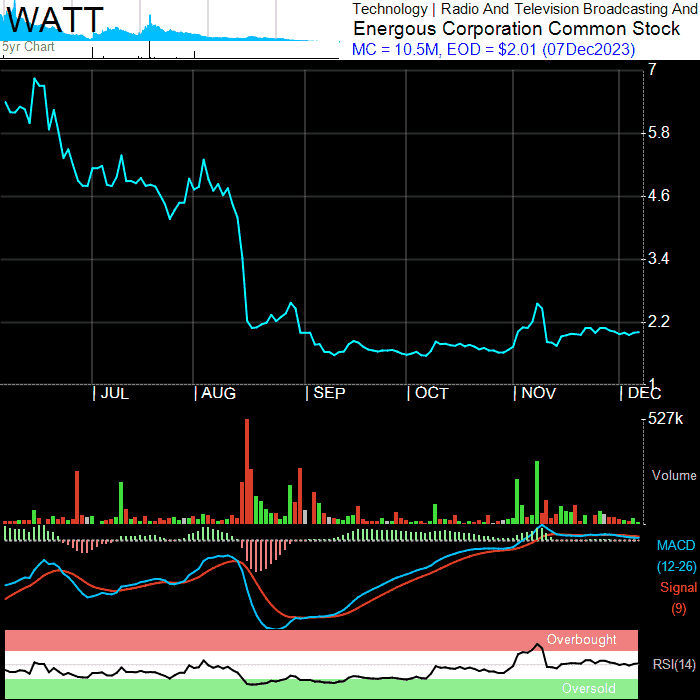 WATT
5yr Chart
Technology | Radio And Television Broadcasting And
Energous Corporation Common Stock
MC = 10.5M, EOD = $2.01 (07Dec2023)
7
5.8
4.6
3.4
2.2
1
JUL
AUG
SEP
OCT
NOV
DEC
527k
Volume
MACD
(12-26)
Signal
(9)
Overbought
RSI(14)
Oversold